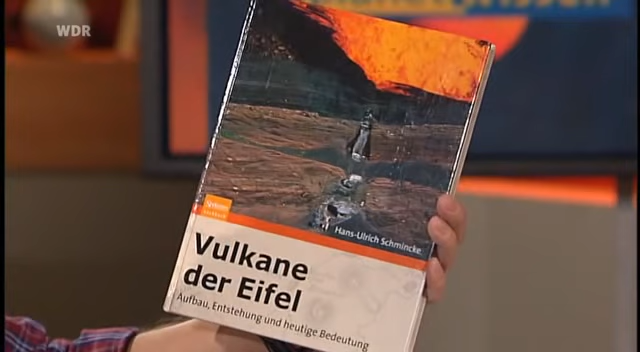 WDR
Hans-Ulrich Schmincke
Vulkane
der Eifel
Aufbau, Entstehung und heutige Bedeutung